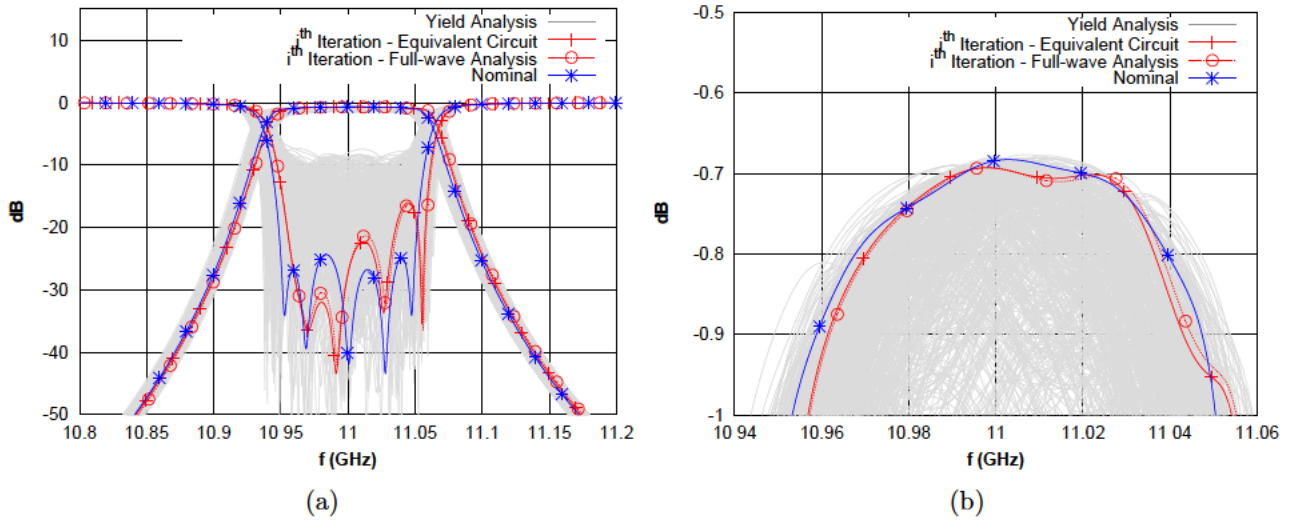 Yield Analysis
ith Iteration - Equivalent Circuit
ith Iteration - Full-wave Analysis
Nominal
10
0
-10
-20
-30
-40
-50
dB
10.8 10.85 10.9 10.95 11 11.05 11.1 11.15 11.2
f (GHz)
(a)
Yield Analysis
ith Iteration - Equivalent Circuit
ith Iteration - Full-wave Analysis
Nominal
-0.5
-0.6
-0.7
-0.8
-0.9
-1
dB
10.94 10.96 10.98 11 11.02 11.04 11.06
f (GHz)
(b)